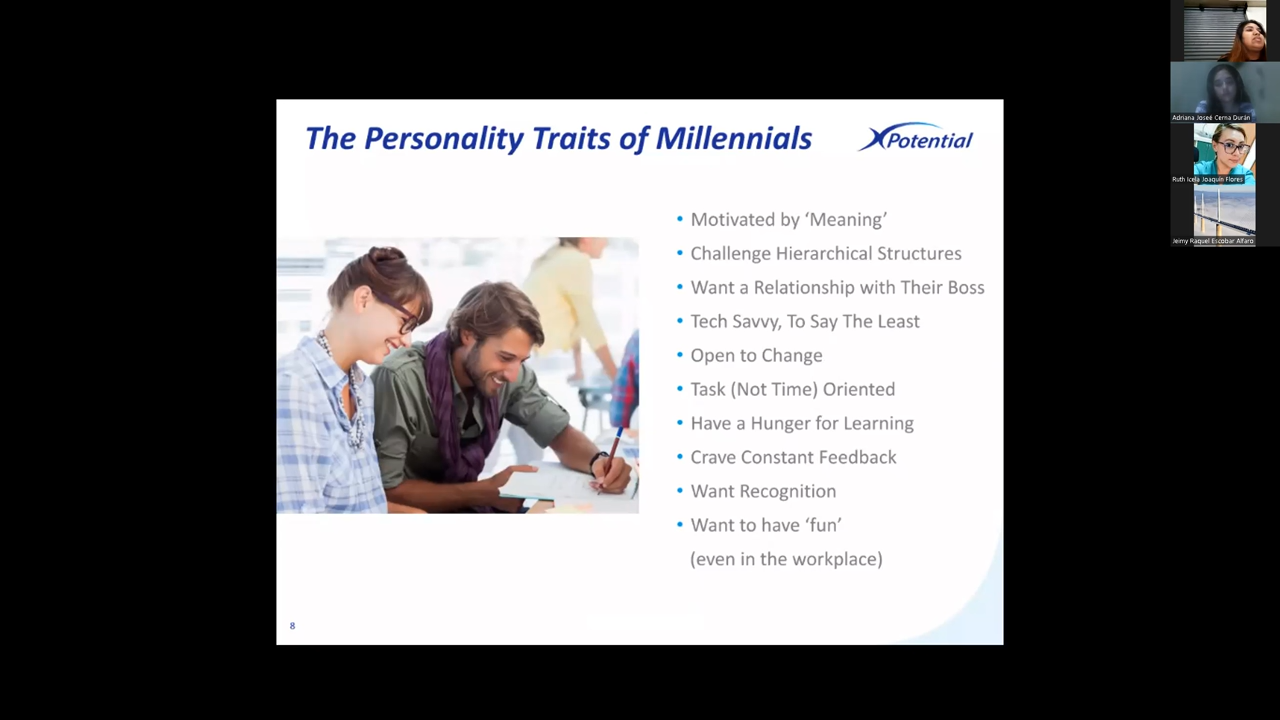 The Personality Traits of Millennials
XPotential
• Motivated by ‘Meaning’
• Challenge Hierarchical Structures
• Want a Relationship with Their Boss
• Tech Savvy, To Say The Least
• Open to Change
• Task (Not Time) Oriented
• Have a Hunger for Learning
• Crave Constant Feedback
• Want Recognition
• Want to have ‘fun’
(even in the workplace)
8
Adriana Joseé Cerna Durán
Ruth Icela Joaquin Flores
Jeimy Raquel Escobar Alfaro